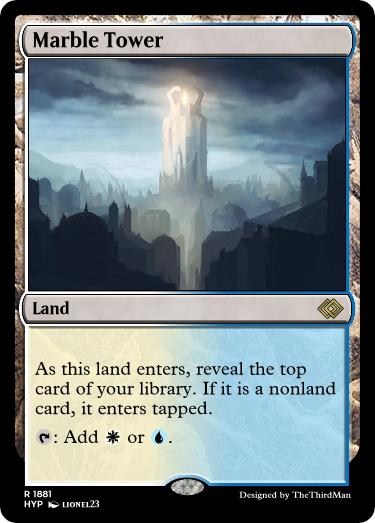 Marble Tower
Land
As this land enters, reveal the top
card of your library. If it is a nonland
card, it enters tapped.
: Add or .
R 1881
HYP LIONEL23
Designed by TheThirdMan